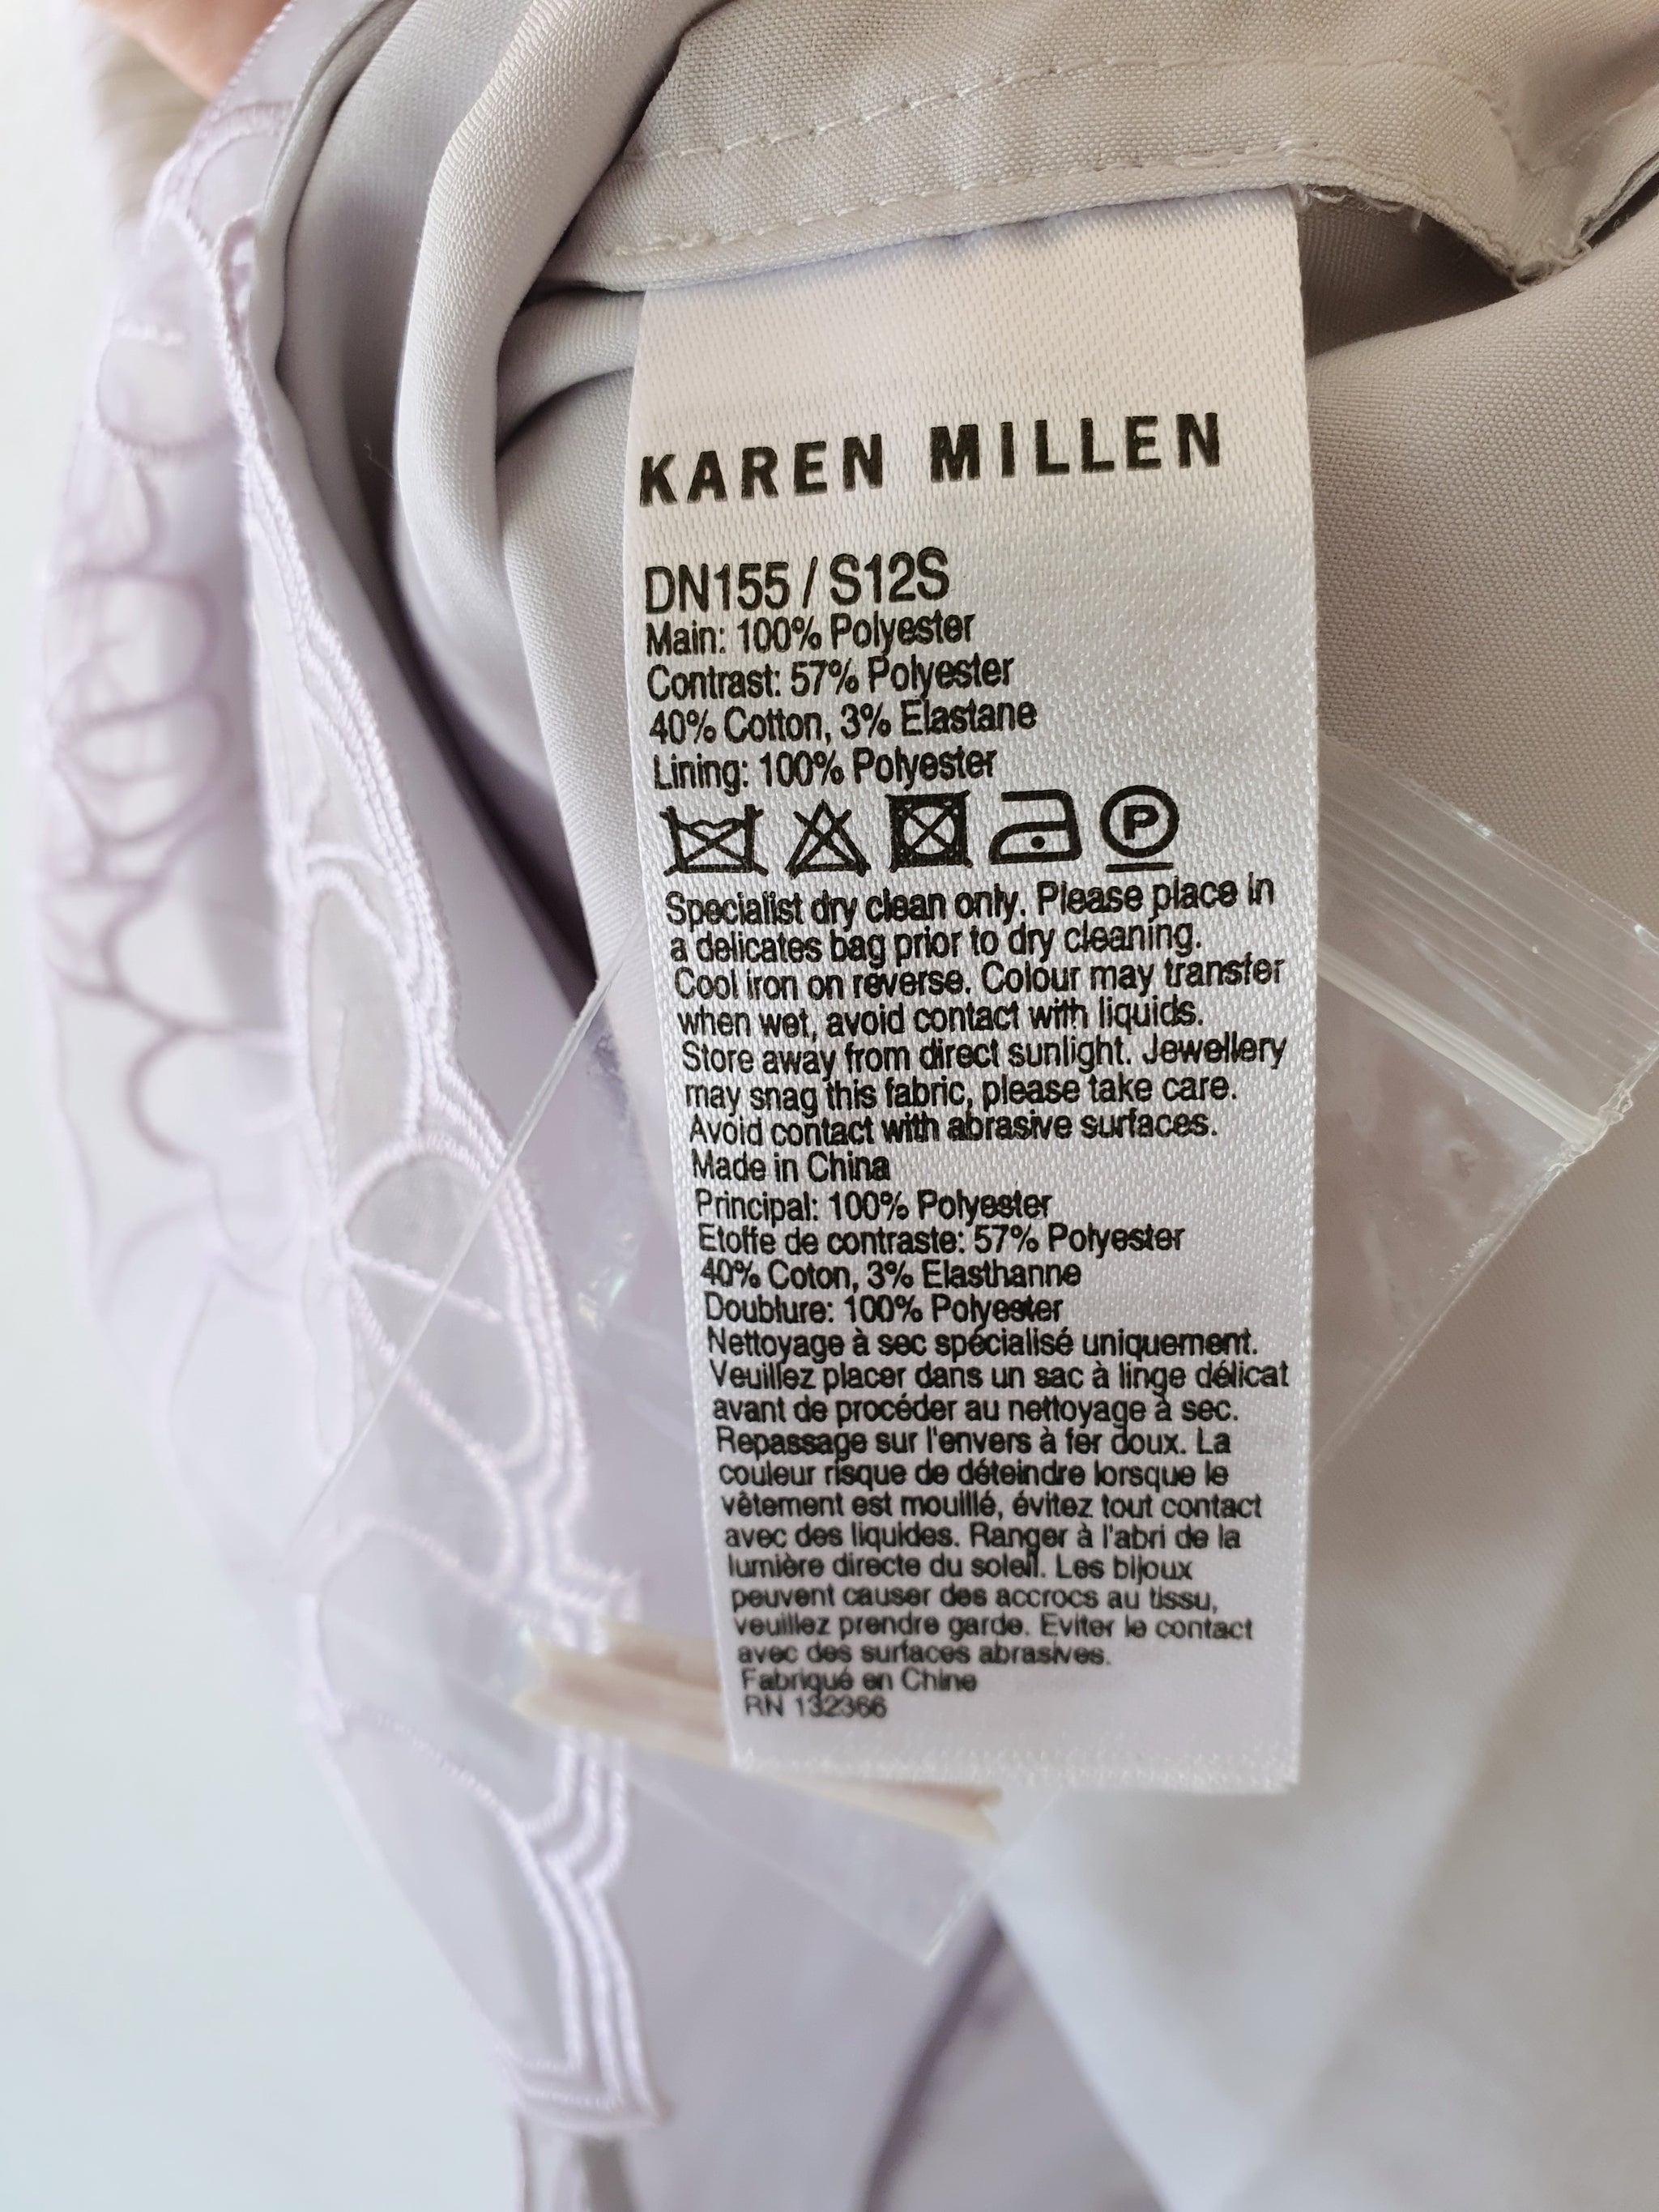 KAREN MILLEN
DN155 / S12S
Main: 100% Polyester
Contrast: 57% Polyester
40% Cotton, 3% Elastane
Lining: 100% Polyester
P
Specialist dry clean only. Please place in
a delicates bag prior to dry cleaning.
Cool iron on reverse. Colour may transfer
when wet, avoid contact with liquids.
Store away from direct sunlight. Jewellery
may snag this fabric, please take care.
Avoid contact with abrasive surfaces.
Made in China
Principal: 100% Polyester
Etoffe de contraste: 57% Polyester
40% Coton, 3% Elasthanne
Doublure: 100% Polyester
Nettoyage à sec spécialisé uniquement.
Veuillez placer dans un sac à linge délicat
avant de procéder au nettoyage à sec.
Repassage sur l'envers à fer doux. La
couleur risque de déteindre lorsque le
vêtement est mouillé, évitez tout contact
avec des liquides. Ranger à l'abri de la
lumière directe du soleil. Les bijoux
peuvent causer des accrocs au tissu,
veuillez prendre garde. Eviter le contact
avec des surfaces abrasives.
Fabriqué en Chine
RN 132366